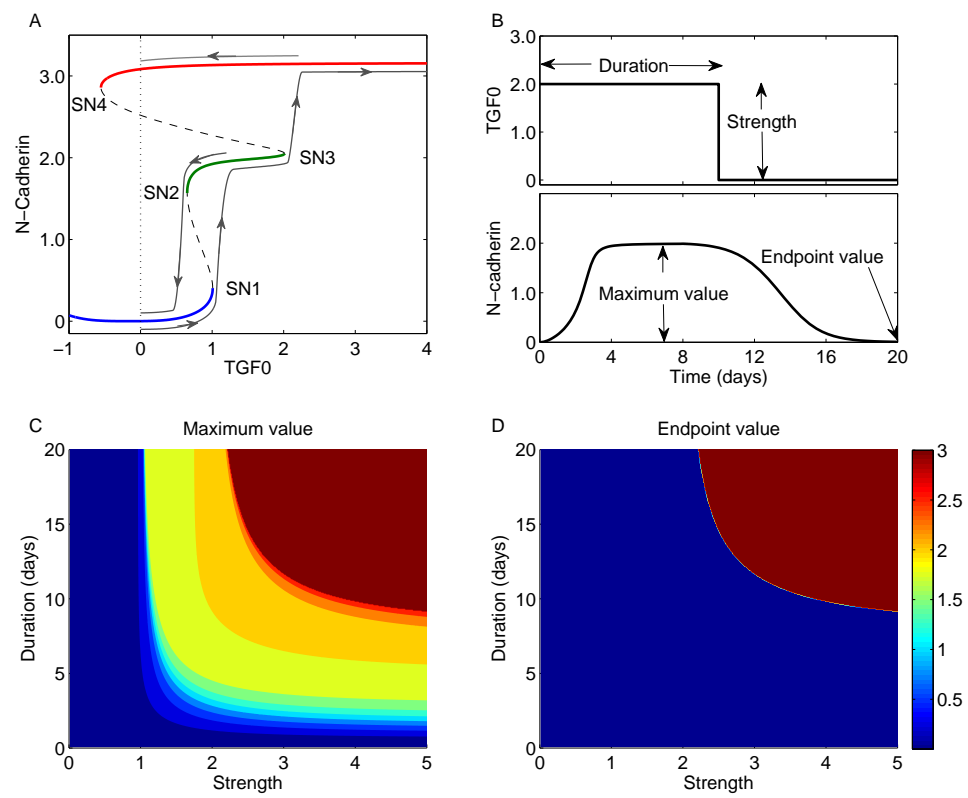 A
3.0
2.0
1.0
0
N−Cadherin
SN4
SN3
SN2
SN1
−1
0
1
2
3
4
TGF0
B
3.0
2.0
1.0
0
TGF0
Duration
Strength
4.0
2.0
0
N−cadherin
Maximum value
Endpoint value
0
4
8
12
16
20
Time (days)
C
Maximum value
20
15
10
5
0
Duration (days)
0
1
2
3
4
5
Strength
D
Endpoint value
20
15
10
5
0
Duration (days)
0
1
2
3
4
5
Strength
3
2.5
2
1.5
1
0.5